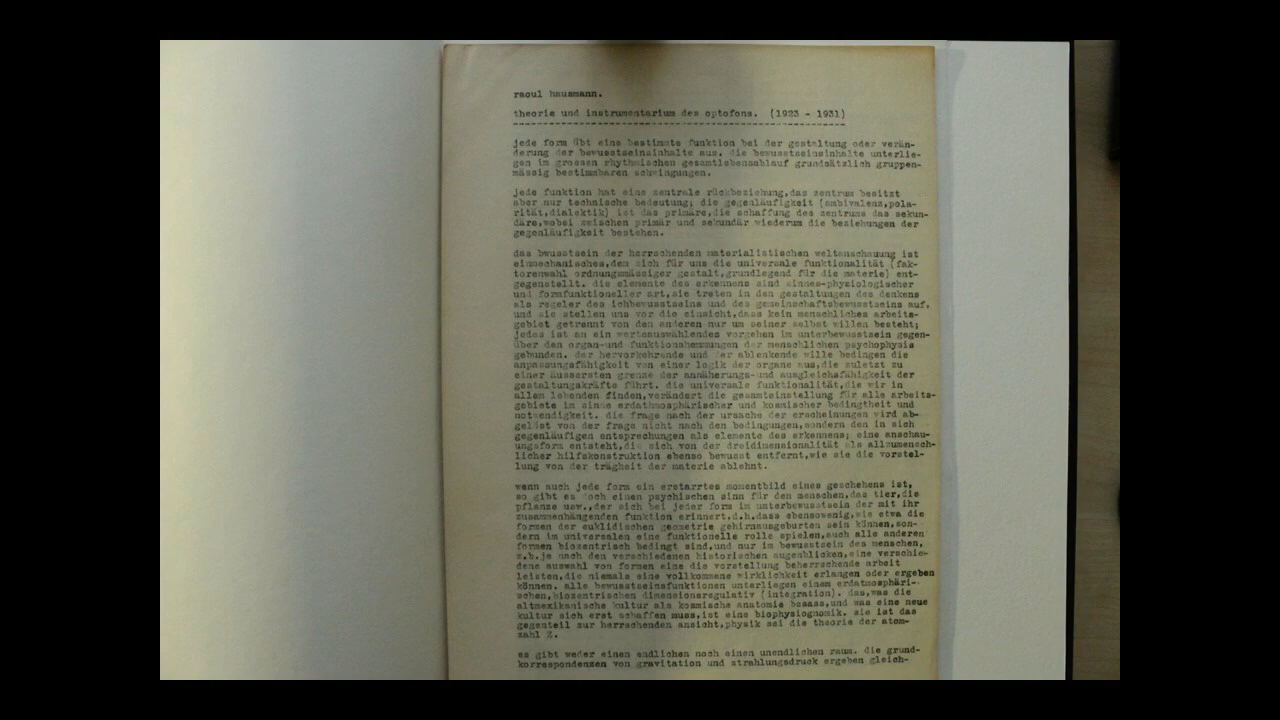 raoul hausmann.
theorie und instrumentarium des optofons. (1923 - 1931)
jede form übt eine bestimmte funktion bei der gestaltung oder verän-
derung der bewusstseinsinhalte aus. die bewusstseinsinhalte unterlie-
gen im grossen rhythmischen gesamtlebensablauf grundsätzlich gruppen-
mässig bestimmbaren schwingungen.
jede funktion hat eine zentrale rückbeziehung,das zentrum besitzt
aber nur technische bedeutung; die gegenläufigkeit (ambivalenz,pola-
rität,dialektik) ist das primäre,die schaffung des zentrums das sekun-
däre,wobei zwischen primär und sekundär wiederum die beziehungen der
gegenläufigkeit bestehen.
das bwusstsein der herrschenden materialistischen weltanschauung ist
einmechanisches,dem sich für uns die universale funktionalität (fak-
torenwahl ordnungsmässiger gestalt,grundlegend für die materie) ent-
gegenstellt. die elemente des erkennens sind sinnes-physiologischer
und formfunktioneller art,sie treten in den gestaltungen des denkens
als regeler des ichbewusstseins und des gemeinschaftsbewusstseins auf.
und sie stellen uns vor die einsicht,dass kein menschliches arbeits-
gebiet getrennt von den anderen nur um seiner selbst willen besteht;
jedes ist an ein werteauswählendes vorgehen im unterbewusstsein gegen-
über den organ-und funktionshemmungen der menschlichen psychophysis
gebunden. der hervorkehrende und der ablenkende wille bedingen die
anpassungsfähigkeit von einer logik der organe aus,die zuletzt zu
einer äussersten grenze der annäherungs-und ausgleichsfähigkeit der
gestaltungskräfte führt. die universale funktionalität,die wir in
allem lebenden finden,verändert die gesamteinstellung für alle arbeits-
gebiete im sinne erdatmosphärischer und kosmischer bedingtheit und
notwendigkeit. die frage nach der ursache der erscheinungen wird ab-
gelöst von der frage nicht nach den bedingungen,sondern den in sich
gegenläufigen entsprechungen als elemente des erkennens; eine anschau-
ungsform entsteht,die sich von der dreidimensionalität als allzumensch-
licher hilfskonstruktion ebenso bewusst entfernt,wie sie die vorstel-
lung von der trägheit der materie ablehnt.
wenn auch jede form ein erstarrtes momentbild eines geschehens ist,
so gibt es doch einen psychischen sinn für den menschen,das tier,die
pflanze usw.,der sich bei jeder form im unterbewusstsein der mit ihr
zusammenhängenden funktion erinnert,d.h.dass ebensowenig,wie etwa die
formen der euklidischen geometrie gehirnausgeburten sein können,son-
dern im universalen eine funktionelle rolle spielen,auch alle anderen
formen biozentrisch bedingt sind,und nur im bewusstsein des menschen,
z.b.je nach den verschiedenen historischen augenblicken,eine verschie-
dene auswahl von formen eine die vorstellung beherrschende arbeit
leisten,die niemals eine vollkommene wirklichkeit erlangen oder ergeben
können. alle bewusstseinsfunktionen unterliegen einem erdatmosphäri-
schen,biozentrischen dimensionsregulativ (integration). das,was die
altmexikanische kultur als kosmische anatomie besass,und was eine neue
kultur sich erst schaffen muss,ist eine biophysiognomik. sie ist das
gegenteil zur herrschenden ansicht,physik sei die theorie der atom-
zahl Z.
es gibt weder einen endlichen noch einen unendlichen raum. die grund-
korrespondenzen von gravitation und strahlungsdruck ergeben gleich-